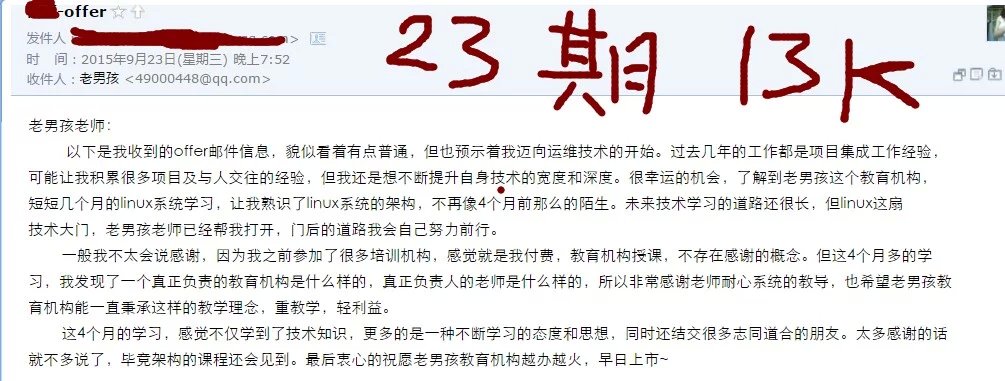 -offer
23期 13K
发件人
com>
时 间：2015年9月23日(星期三) 晚上7:52
收件人：老男孩 <49000448@qq.com>
老男孩老师：
以下是我收到的offer邮件信息，貌似看着有点普通，但也预示着我迈向运维技术的开始。过去几年的工作都是项目集成工作经验，
可能让我积累很多项目及与人交往的经验，但我还是想不断提升自身技术的宽度和深度。很幸运的机会，了解到老男孩这个教育机构，
短短几个月的linux系统学习，让我熟识了linux系统的架构，不再像4个月前那么的陌生。未来技术学习的道路还很长，但linux这扇
技术大门，老男孩老师已经帮我打开，门后的道路我会自己努力前行。
一般我不太会说感谢，因为我之前参加了很多培训机构，感觉就是我付费，教育机构授课，不存在感谢的概念。但这4个月多的学
习，我发现了一个真正负责的教育机构是什么样的，真正负责人的老师是什么样的，所以非常感谢老师耐心系统的教导，也希望老男孩教
育机构能一直秉承这样的教学理念，重教学，轻利益。
这4个月的学习，感觉不仅学到了技术知识，更多的是一种不断学习的态度和思想，同时还结交很多志同道合的朋友。太多感谢的话
就不多说了，毕竟架构的课程还会见到。最后衷心的祝愿老男孩教育机构越办越火，早日上市~